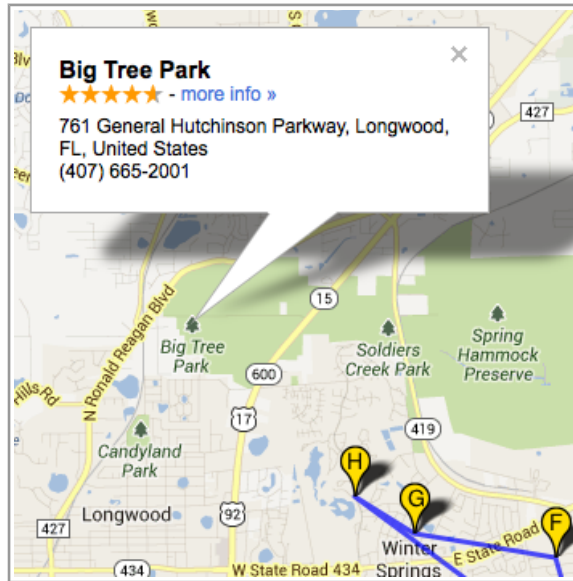 Big Tree Park
- more info »
761 General Hutchinson Parkway, Longwood,
FL, United States
(407) 665-2001
427
15
N Ronald Reagan Blvd
Big Tree
Park
Soldiers
Creek Park
Spring
Hammock
Preserve
600
Hills Rd
17
419
Candyland
Park
H
G
F
Longwood
92
427
Winter
Springs
E State Road
434
W State Road 434